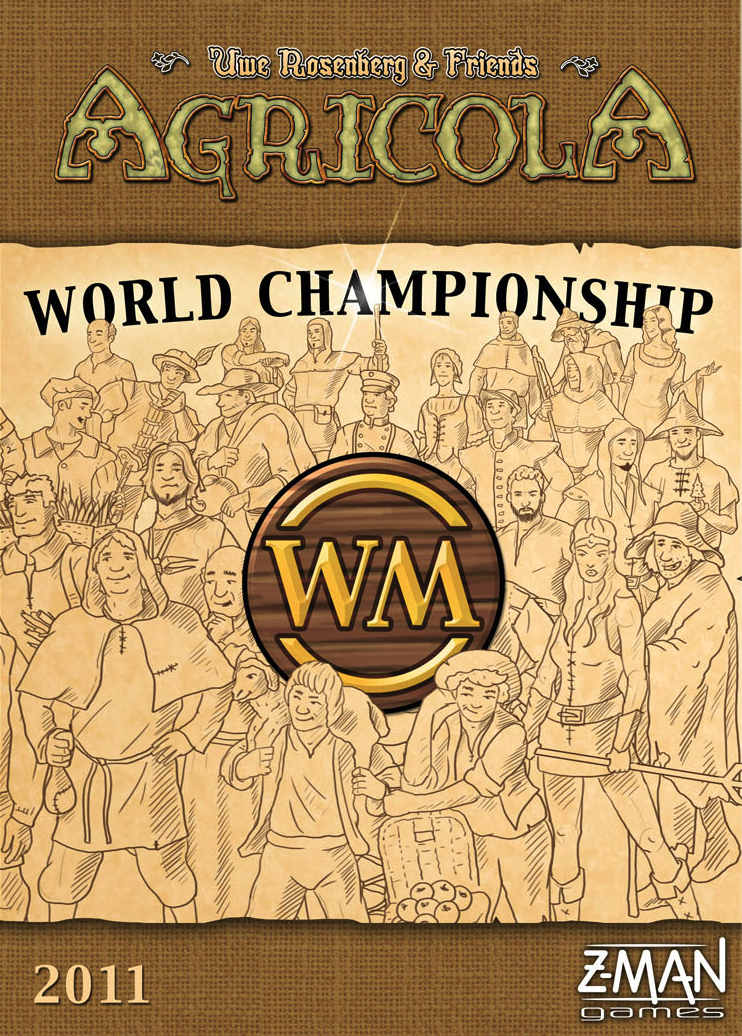 Uwe Rosenberg & Friends
AGRICOLA
WORLD CHAMPIONSHIP
WM
2011
Z-MAN
games